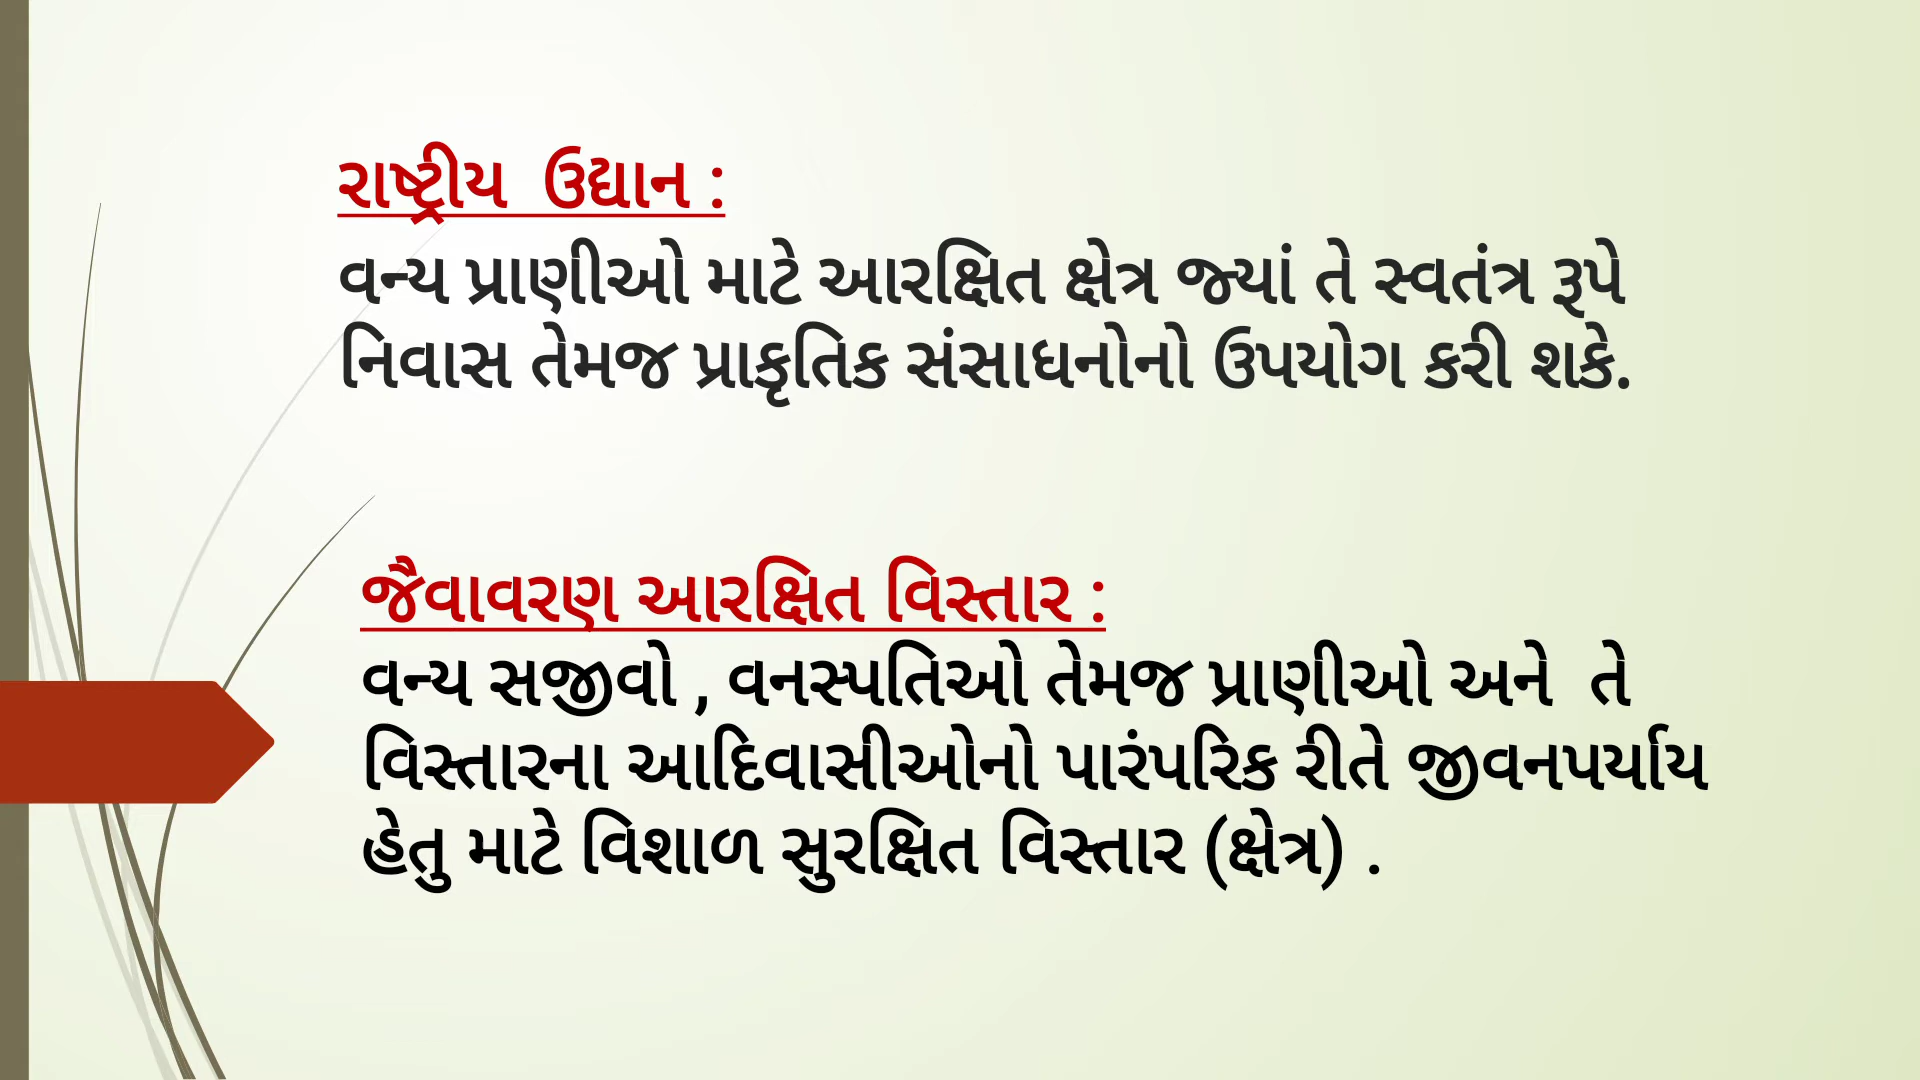 રાષ્ટ્રીય  ઉદ્યાન :
વન્ય પ્રાણીઓ માટે આરક્ષિત ક્ષેત્ર જ્યાં તે સ્વતંત્ર રૂપે
નિવાસ તેમજ પ્રાકૃતિક સંસાધનોનો ઉપયોગ કરી શકે.
જૈવાવરણ આરક્ષિત વિસ્તાર :
વન્ય સજીવો , વનસ્પતિઓ તેમજ પ્રાણીઓ અને  તે
વિસ્તારના આદિવાસીઓનો પારંપરિક રીતે જીવનપર્યાય
હેતુ માટે વિશાળ સુરક્ષિત વિસ્તાર (ક્ષેત્ર) .